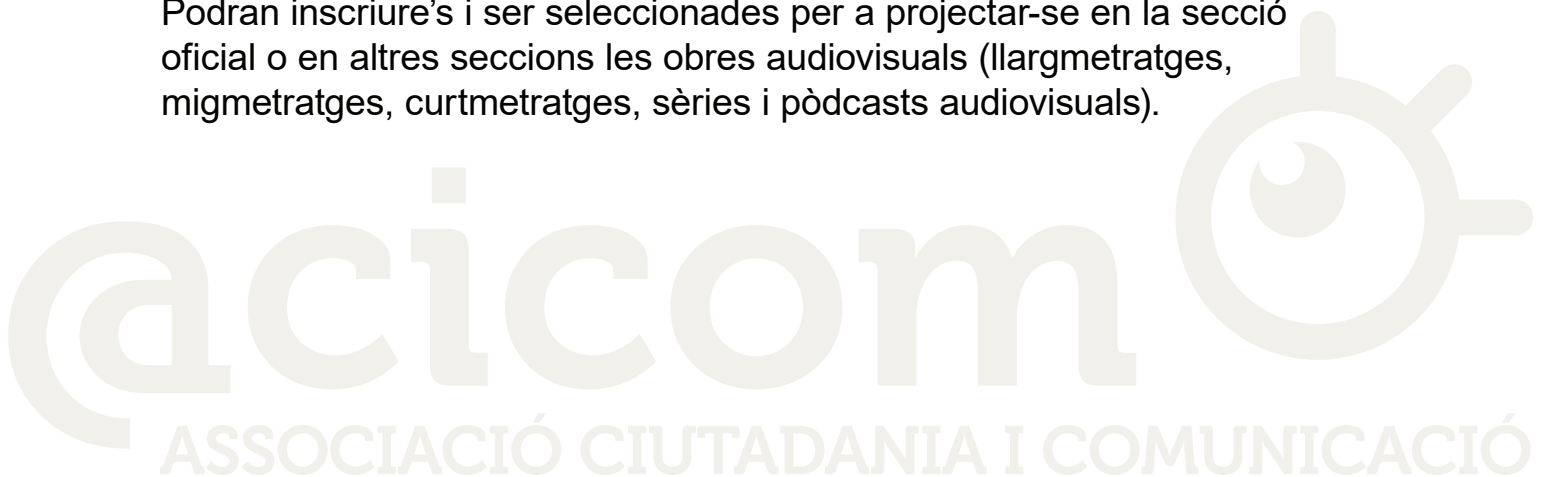 Podran inscriure’s i ser seleccionades per a projectar-se en la secció
oficial o en altres seccions les obres audiovisuals (llargmetratges,
migmetratges, curtmetratges, sèries i pòdcasts audiovisuals).
@cicom
ASSOCIACIÓ CIUTADANIA I COMUNICACIÓ